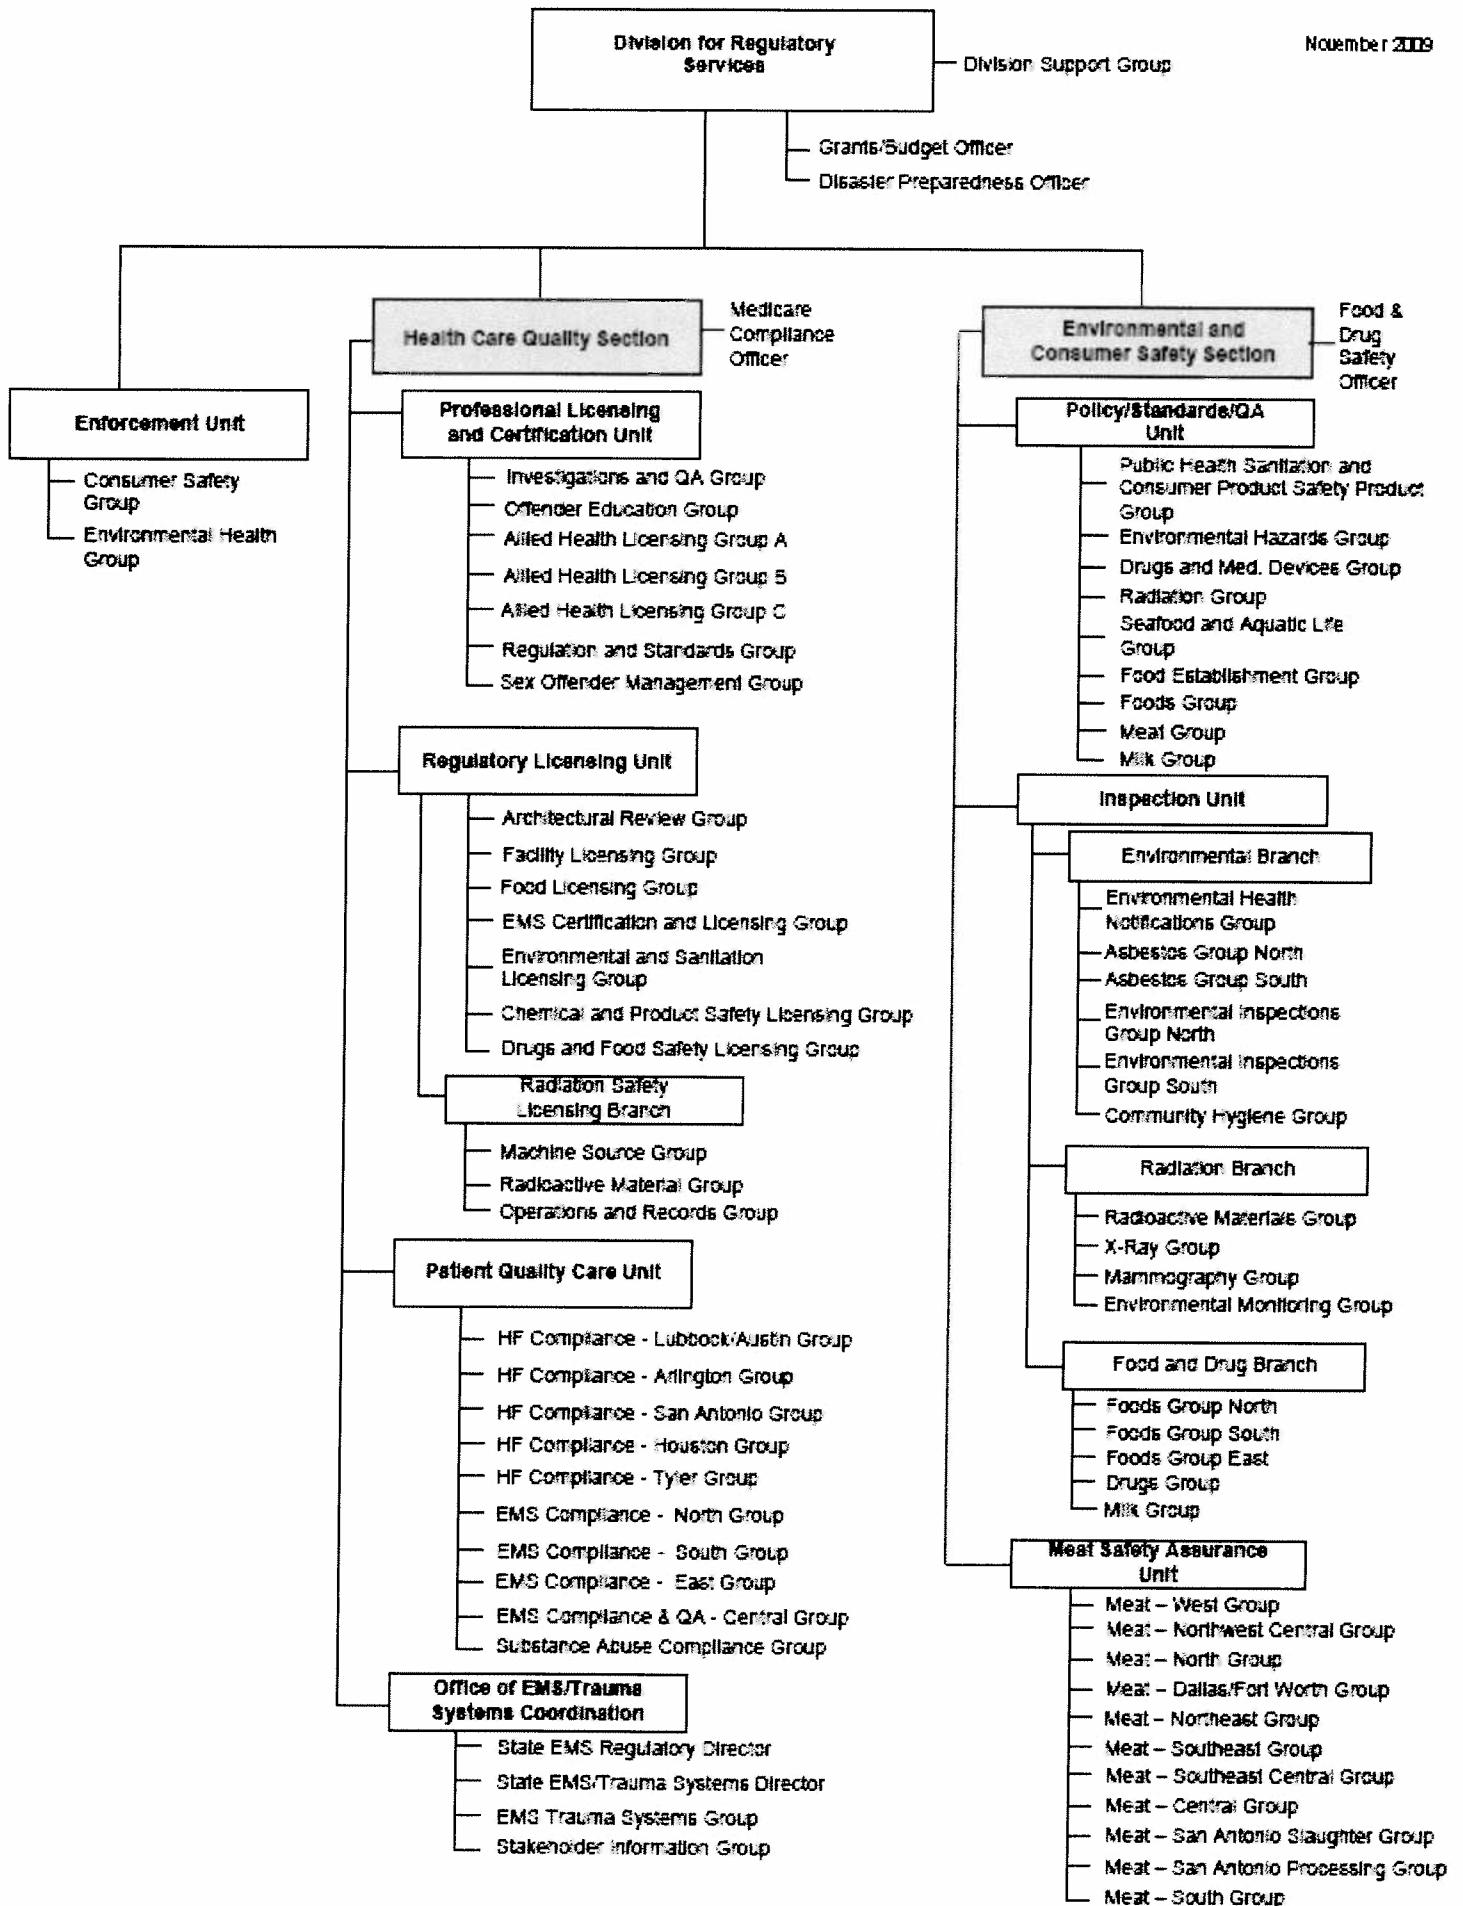 Division for Regulatory
Services
November 2009
Division Support Group
Grants/Budget Officer
Disaster Preparedness Officer
Enforcement Unit
Consumer Safety
Group
Environmental Health
Group
Health Care Quality Section
Medicare
Compliance
Officer
Professional Licensing
and Certification Unit
Investigations and QA Group
Offender Education Group
Allied Health Licensing Group A
Allied Health Licensing Group B
Allied Health Licensing Group C
Regulation and Standards Group
Sex Offender Management Group
Regulatory Licensing Unit
Architectural Review Group
Facility Licensing Group
Food Licensing Group
EMS Certification and Licensing Group
Environmental and Sanitation
Licensing Group
Chemical and Product Safety Licensing Group
Drugs and Food Safety Licensing Group
Radiation Safety
Licensing Branch
Machine Source Group
Radioactive Material Group
Operations and Records Group
Patient Quality Care Unit
HF Compliance - Lubbock/Austin Group
HF Compliance - Arlington Group
HF Compliance - San Antonio Group
HF Compliance - Houston Group
HF Compliance - Tyler Group
EMS Compliance - North Group
EMS Compliance - South Group
EMS Compliance - East Group
EMS Compliance & QA - Central Group
Substance Abuse Compliance Group
Office of EMS/Trauma
Systems Coordination
State EMS Regulatory Director
State EMS/Trauma Systems Director
EMS Trauma Systems Group
Stakeholder Information Group
Environmental and
Consumer Safety Section
Food &
Drug
Safety
Officer
Policy/Standards/QA
Unit
Public Health Sanitation and
Consumer Product Safety Product
Group
Environmental Hazards Group
Drugs and Med. Devices Group
Radiation Group
Seafood and Aquatic Life
Group
Food Establishment Group
Foods Group
Meat Group
Milk Group
Inspection Unit
Environmental Branch
Environmental Health
Notifications Group
Asbestos Group North
Asbestos Group South
Environmental Inspections
Group North
Environmental Inspections
Group South
Community Hygiene Group
Radiation Branch
Radioactive Materials Group
X-Ray Group
Mammography Group
Environmental Monitoring Group
Food and Drug Branch
Foods Group North
Foods Group South
Foods Group East
Drugs Group
Milk Group
Meat Safety Assurance
Unit
Meat – West Group
Meat – Northwest Central Group
Meat – North Group
Meat – Dallas/Fort Worth Group
Meat – Northeast Group
Meat – Southeast Group
Meat – Southeast Central Group
Meat – Central Group
Meat – San Antonio Slaughter Group
Meat – San Antonio Processing Group
Meat – South Group